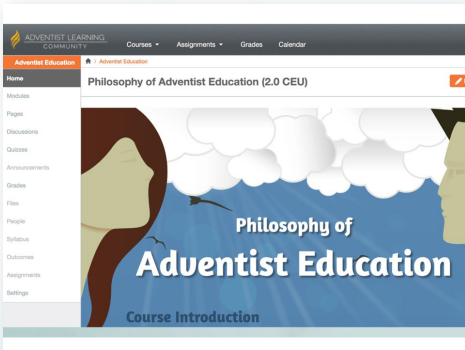 ADVENTIST LEARNING
COMMUNITY
Courses
Assignments
Grades
Calendar
Adventist Education
Adventist Education
Home
Philosophy of Adventist Education (2.0 CEU)
Modules
Pages
Discussions
Quizzes
Announcements
Grades
Files
People
Syllabus
Outcomes
Assignments
Settings
Philosophy of
Adventist Education
Course Introduction